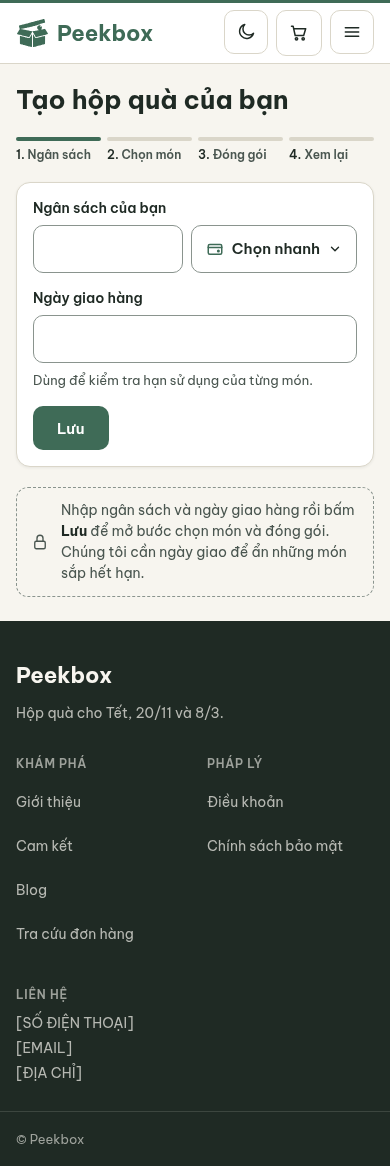 Peekbox
Tạo hộp quà của bạn
1. Ngân sách
2. Chọn món
3. Đóng gói
4. Xem lại
Ngân sách của bạn
Chọn nhanh
Ngày giao hàng
Dùng để kiểm tra hạn sử dụng của từng món.
Lưu
Nhập ngân sách và ngày giao hàng rồi bấm
Lưu để mở bước chọn món và đóng gói.
Chúng tôi cần ngày giao để ẩn những món
sắp hết hạn.
Peekbox
Hộp quà cho Tết, 20/11 và 8/3.
KHÁM PHÁ
Giới thiệu
Cam kết
Blog
Tra cứu đơn hàng
PHÁP LÝ
Điều khoản
Chính sách bảo mật
LIÊN HỆ
[SỐ ĐIỆN THOẠI]
[EMAIL]
[ĐỊA CHỈ]
© Peekbox